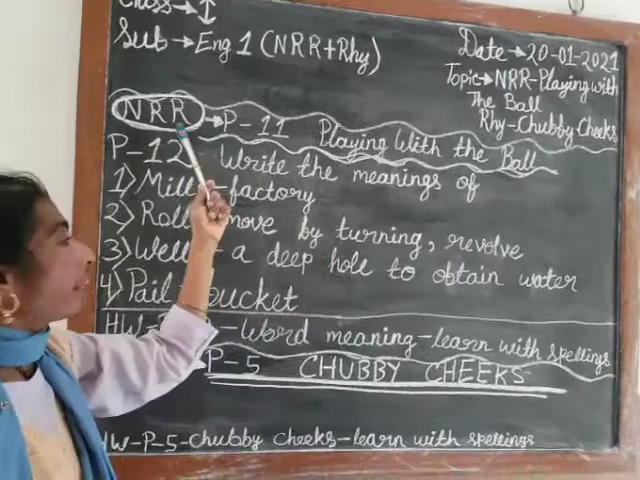 Class → I
Sub → Eng 1 (NRR + Rhy)
Date → 20-01-2021
Topic → NRR-Playing with
The Ball
Rhy-Chubby Cheeks
NRR → P-11 Playing With the Ball
P-12 Write the meanings of
1) Mill - factory
2) Roll - move by turning, revolve
3) Well - a deep hole to obtain water
4) Pail - bucket
HW- - Word meaning - learn with spellings
P-5 CHUBBY CHEEKS
HW-P-5-Chubby Cheeks-learn with spellings